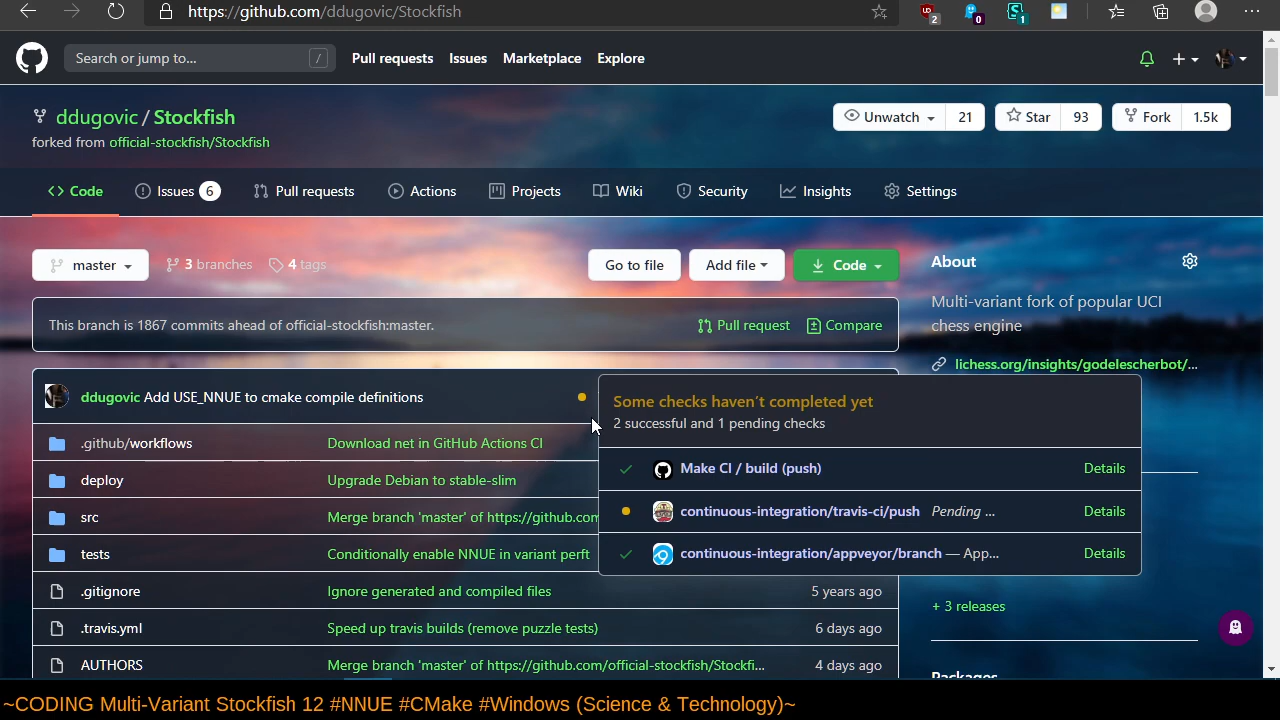 https://github.com/ddugovic/Stockfish
2 0 1
Search or jump to... / Pull requests Issues Marketplace Explore
ddugovic / Stockfish Unwatch 21 Star 93 Fork 1.5k
forked from official-stockfish/Stockfish
Code Issues 6 Pull requests Actions Projects Wiki Security Insights Settings
master 3 branches 4 tags Go to file Add file Code About
Multi-variant fork of popular UCI
chess engine
This branch is 1867 commits ahead of official-stockfish:master. Pull request Compare
lichess.org/insights/godelescherbot/...
ddugovic Add USE_NNUE to cmake compile definitions
Some checks haven't completed yet
2 successful and 1 pending checks
.github/workflows Download net in GitHub Actions CI
Make CI / build (push) Details
deploy Upgrade Debian to stable-slim
continuous-integration/travis-ci/push Pending ... Details
src Merge branch 'master' of https://github.com
continuous-integration/appveyor/branch — App... Details
tests Conditionally enable NNUE in variant perft
.gitignore Ignore generated and compiled files 5 years ago
+ 3 releases
.travis.yml Speed up travis builds (remove puzzle tests) 6 days ago
AUTHORS Merge branch 'master' of https://github.com/official-stockfish/Stockfi... 4 days ago
Packages
~CODING Multi-Variant Stockfish 12 #NNUE #CMake #Windows (Science & Technology)~